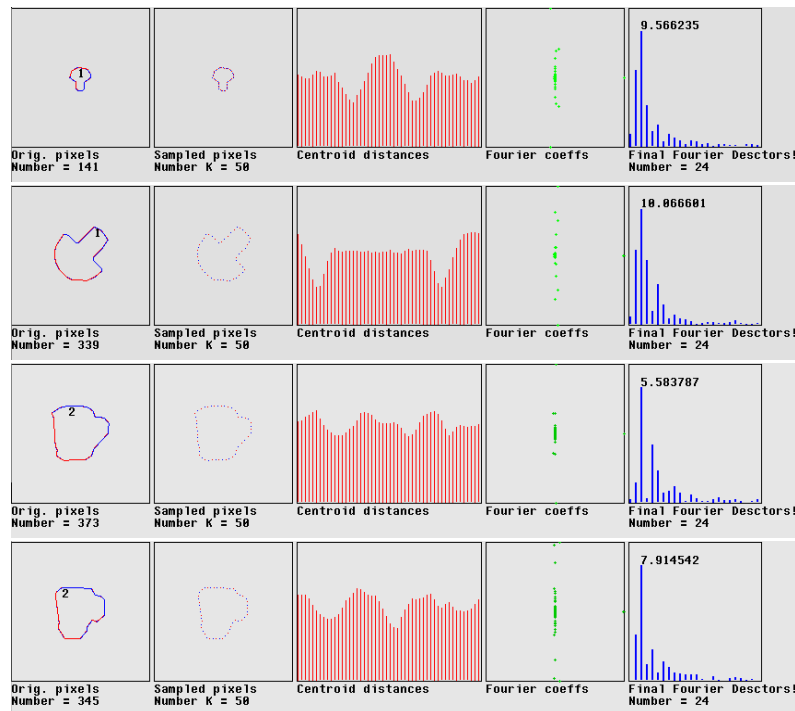 9.566235
1
Orig. pixels Sampled pixels Centroid distances Fourier coeffs Final Fourier Desctors!
Number = 141 Number K = 50 Number = 24
10.066601
1
Orig. pixels Sampled pixels Centroid distances Fourier coeffs Final Fourier Desctors!
Number = 339 Number K = 50 Number = 24
5.583787
2
Orig. pixels Sampled pixels Centroid distances Fourier coeffs Final Fourier Desctors!
Number = 373 Number K = 50 Number = 24
7.914542
2
Orig. pixels Sampled pixels Centroid distances Fourier coeffs Final Fourier Desctors!
Number = 345 Number K = 50 Number = 24